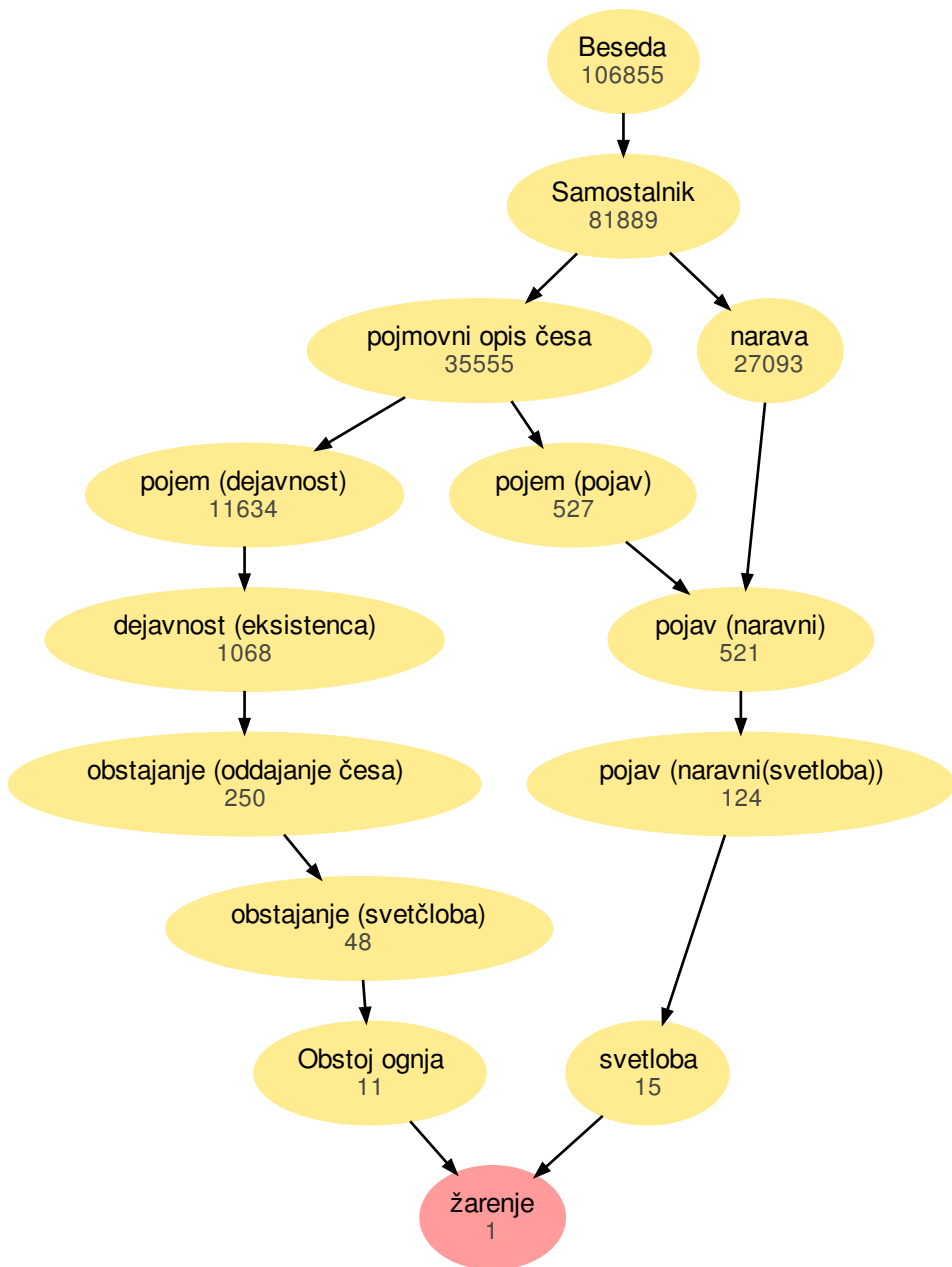 Beseda
106855
Samostalnik
81889
pojmovni opis česa
35555
narava
27093
pojem (dejavnost)
11634
pojem (pojav)
527
dejavnost (eksistenca)
1068
pojav (naravni)
521
obstajanje (oddajanje česa)
250
pojav (naravni(svetloba))
124
obstajanje (svetčloba)
48
Obstoj ognja
11
svetloba
15
žarenje
1